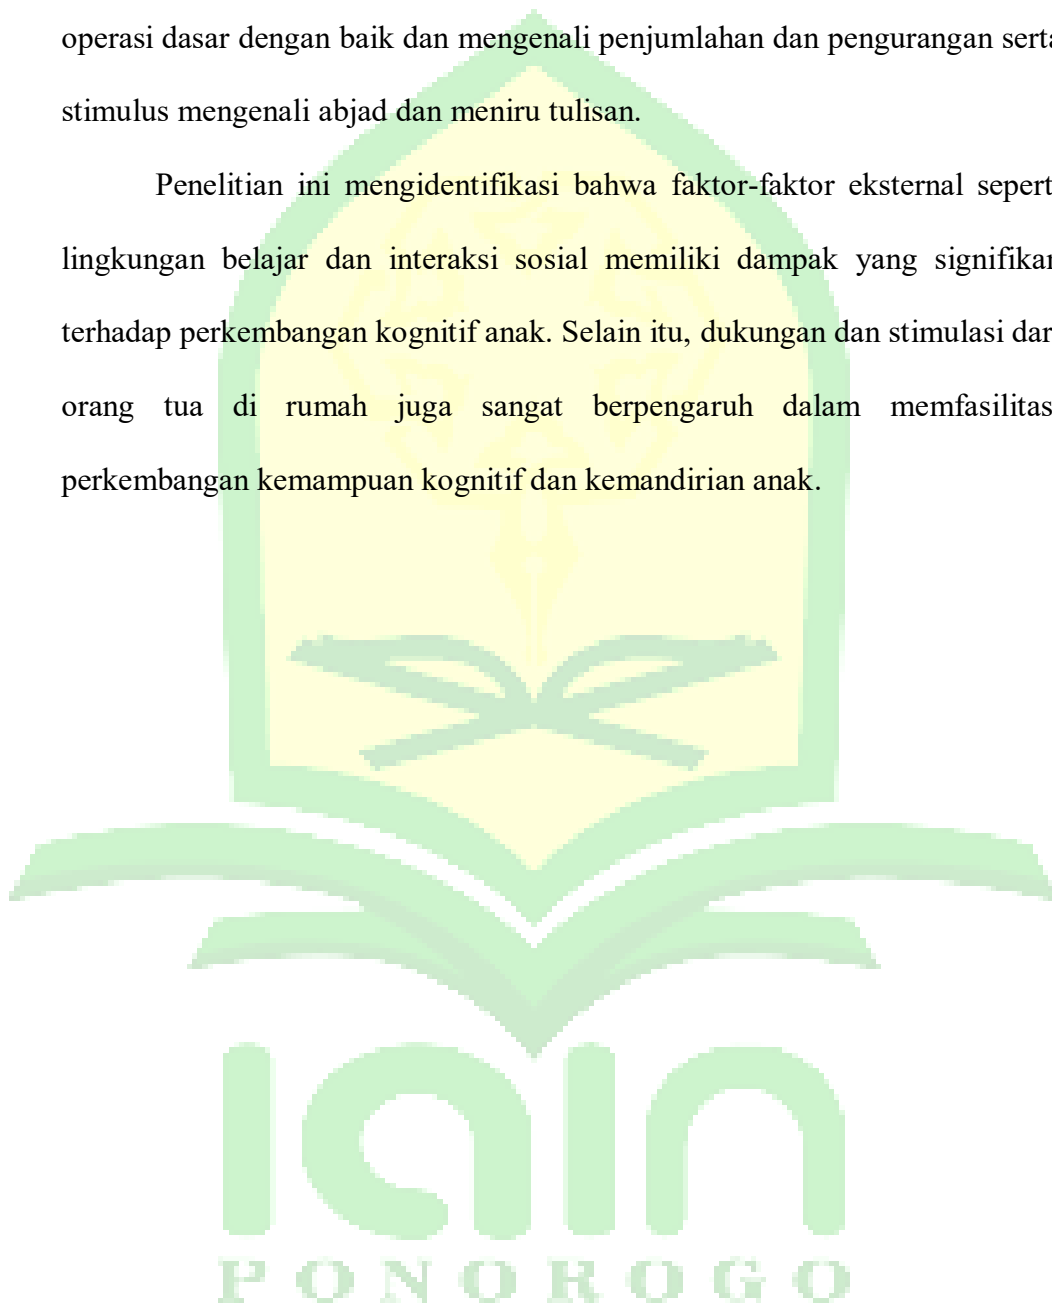 operasi dasar dengan baik dan mengenali penjumlahan dan pengurangan serta
stimulus mengenali abjad dan meniru tulisan.
Penelitian ini mengidentifikasi bahwa faktor-faktor eksternal sepert
lingkungan belajar dan interaksi sosial memiliki dampak yang signifikan
terhadap perkembangan kognitif anak. Selain itu, dukungan dan stimulasi dar
orang tua di rumah juga sangat berpengaruh dalam memfasilitas
perkembangan kemampuan kognitif dan kemandirian anak.
iain
PONOROGO